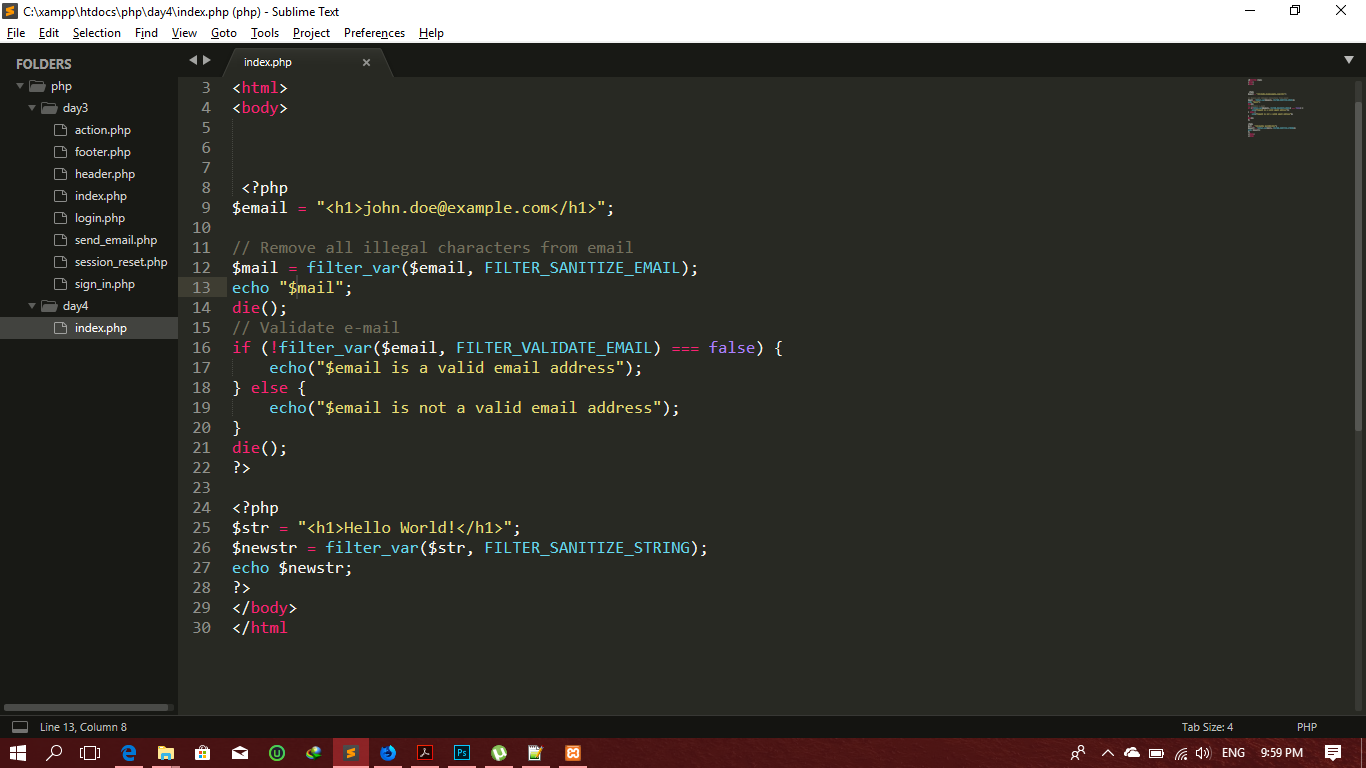 C:\xampp\htdocs\php\day4\index.php (php) - Sublime Text
File Edit Selection Find View Goto Tools Project Preferences Help
FOLDERS
php
day3
action.php
footer.php
header.php
index.php
login.php
send_email.php
session_reset.php
sign_in.php
day4
index.php
index.php
3 <html>
4 <body>
5
6
7
8 <?php
9 $email = "<h1>john.doe@example.com</h1>";
10
11 // Remove all illegal characters from email
12 $mail = filter_var($email, FILTER_SANITIZE_EMAIL);
13 echo "$mail";
14 die();
15 // Validate e-mail
16 if (!filter_var($email, FILTER_VALIDATE_EMAIL) === false) {
17 echo("$email is a valid email address");
18 } else {
19 echo("$email is not a valid email address");
20 }
21 die();
22 ?>
23
24 <?php
25 $str = "<h1>Hello World!</h1>";
26 $newstr = filter_var($str, FILTER_SANITIZE_STRING);
27 echo $newstr;
28 ?>
29 </body>
30 </html
Line 13, Column 8
Tab Size: 4 PHP
ENG 9:59 PM